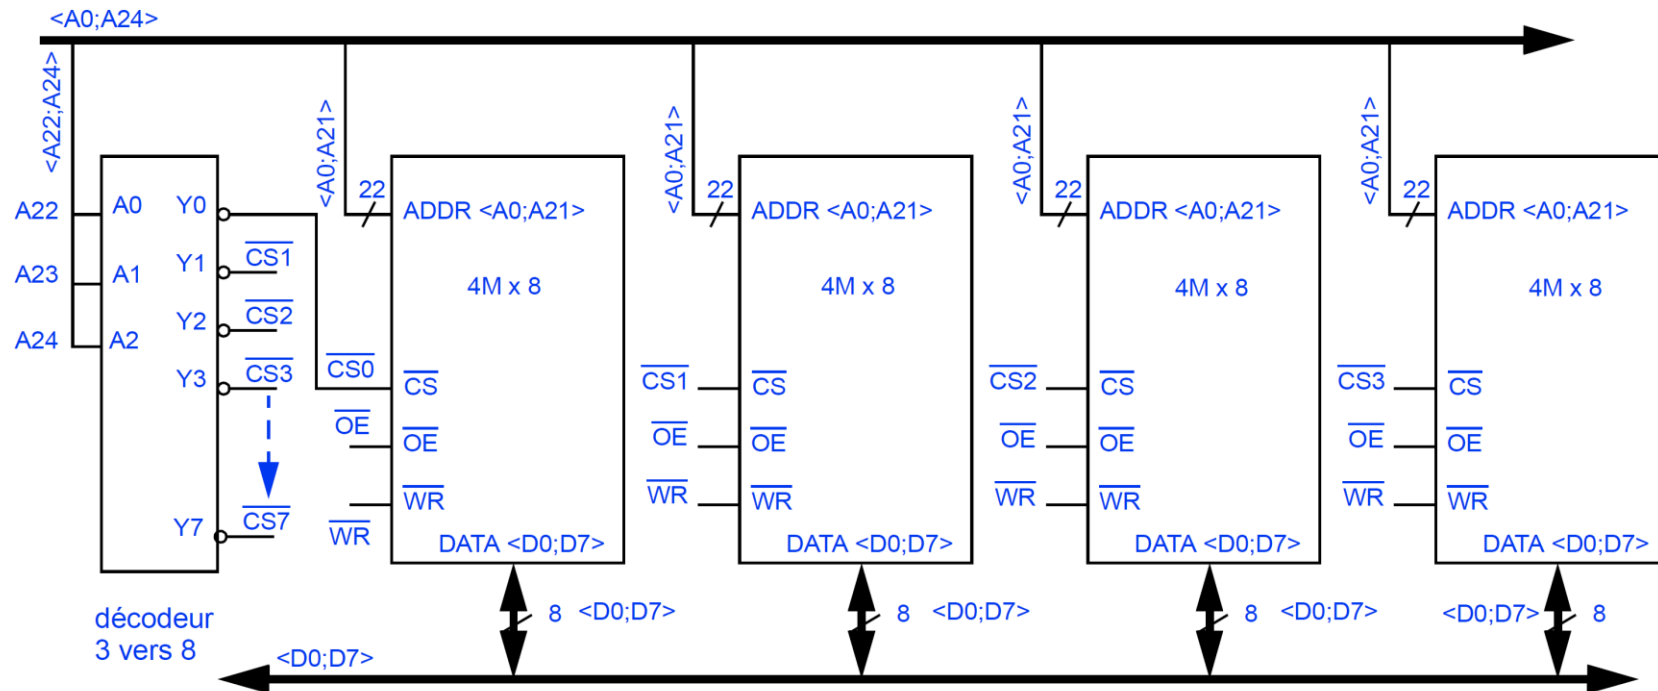 <A0;A24>
<A22;A24>
A22
A23
A24
A0
A1
A2
Y0
Y1
Y2
Y3
Y7
CS1
CS2
CS3
CS7
décodeur
3 vers 8
<A0;A21>
22
ADDR <A0;A21>
4M x 8
CS0
CS
OE
OE
WR
WR
DATA <D0;D7>
8 <D0;D7>
<A0;A21>
22
ADDR <A0;A21>
4M x 8
CS1
CS
OE
OE
WR
WR
DATA <D0;D7>
8 <D0;D7>
<A0;A21>
22
ADDR <A0;A21>
4M x 8
CS2
CS
OE
OE
WR
WR
DATA <D0;D7>
8 <D0;D7>
<A0;A21>
22
ADDR <A0;A21>
4M x 8
CS3
CS
OE
OE
WR
WR
DATA <D0;D7>
<D0;D7> 8
<D0;D7>